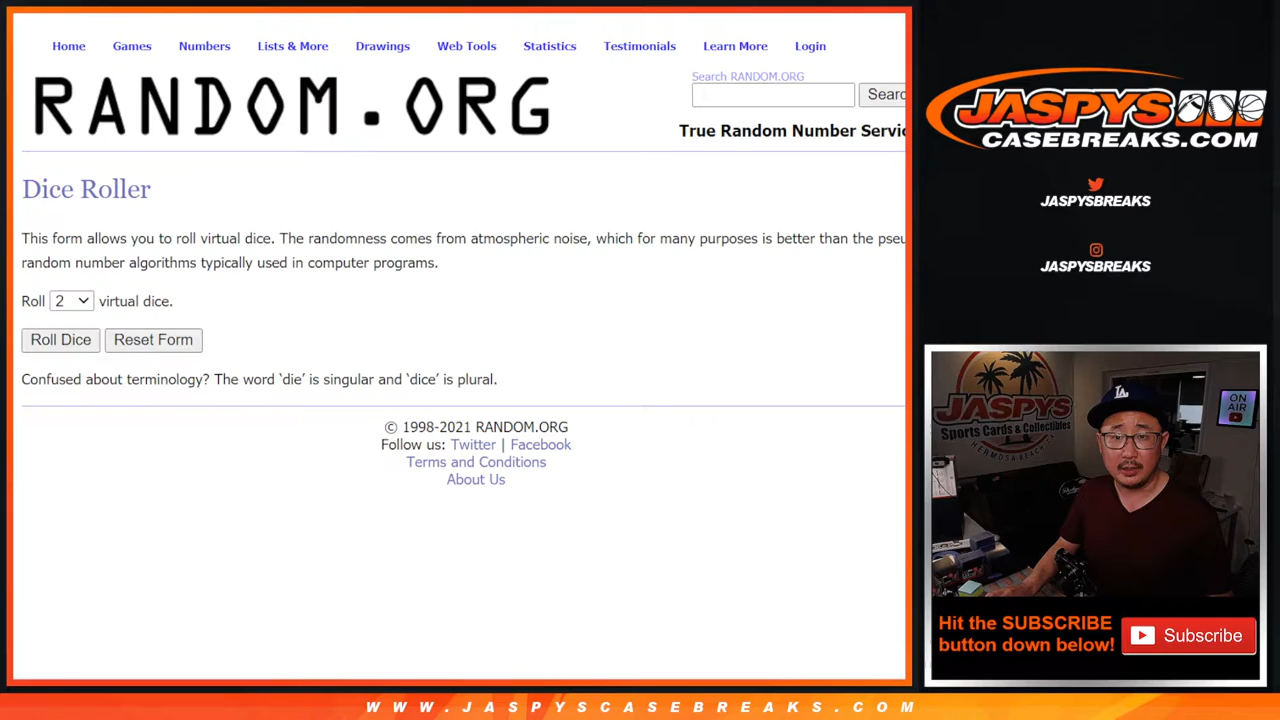 Home Games Numbers Lists & More Drawings Web Tools Statistics Testimonials Learn More Login
RANDOM.ORG
Search RANDOM.ORG
Searc
True Random Number Servic
Dice Roller
This form allows you to roll virtual dice. The randomness comes from atmospheric noise, which for many purposes is better than the pseu
random number algorithms typically used in computer programs.
Roll 2 virtual dice.
Roll Dice Reset Form
Confused about terminology? The word ‘die’ is singular and ‘dice’ is plural.
© 1998-2021 RANDOM.ORG
Follow us: Twitter | Facebook
Terms and Conditions
About Us
JASPYS
CASEBREAKS.COM
JASPYSBREAKS
JASPYSBREAKS
JASPYS
Sports Cards & Collectibles
HERMOSA BEACH
ON
AIR
LA
Hit the SUBSCRIBE
button down below!
Subscribe
WWW.JASPYSCASEBREAKS.COM